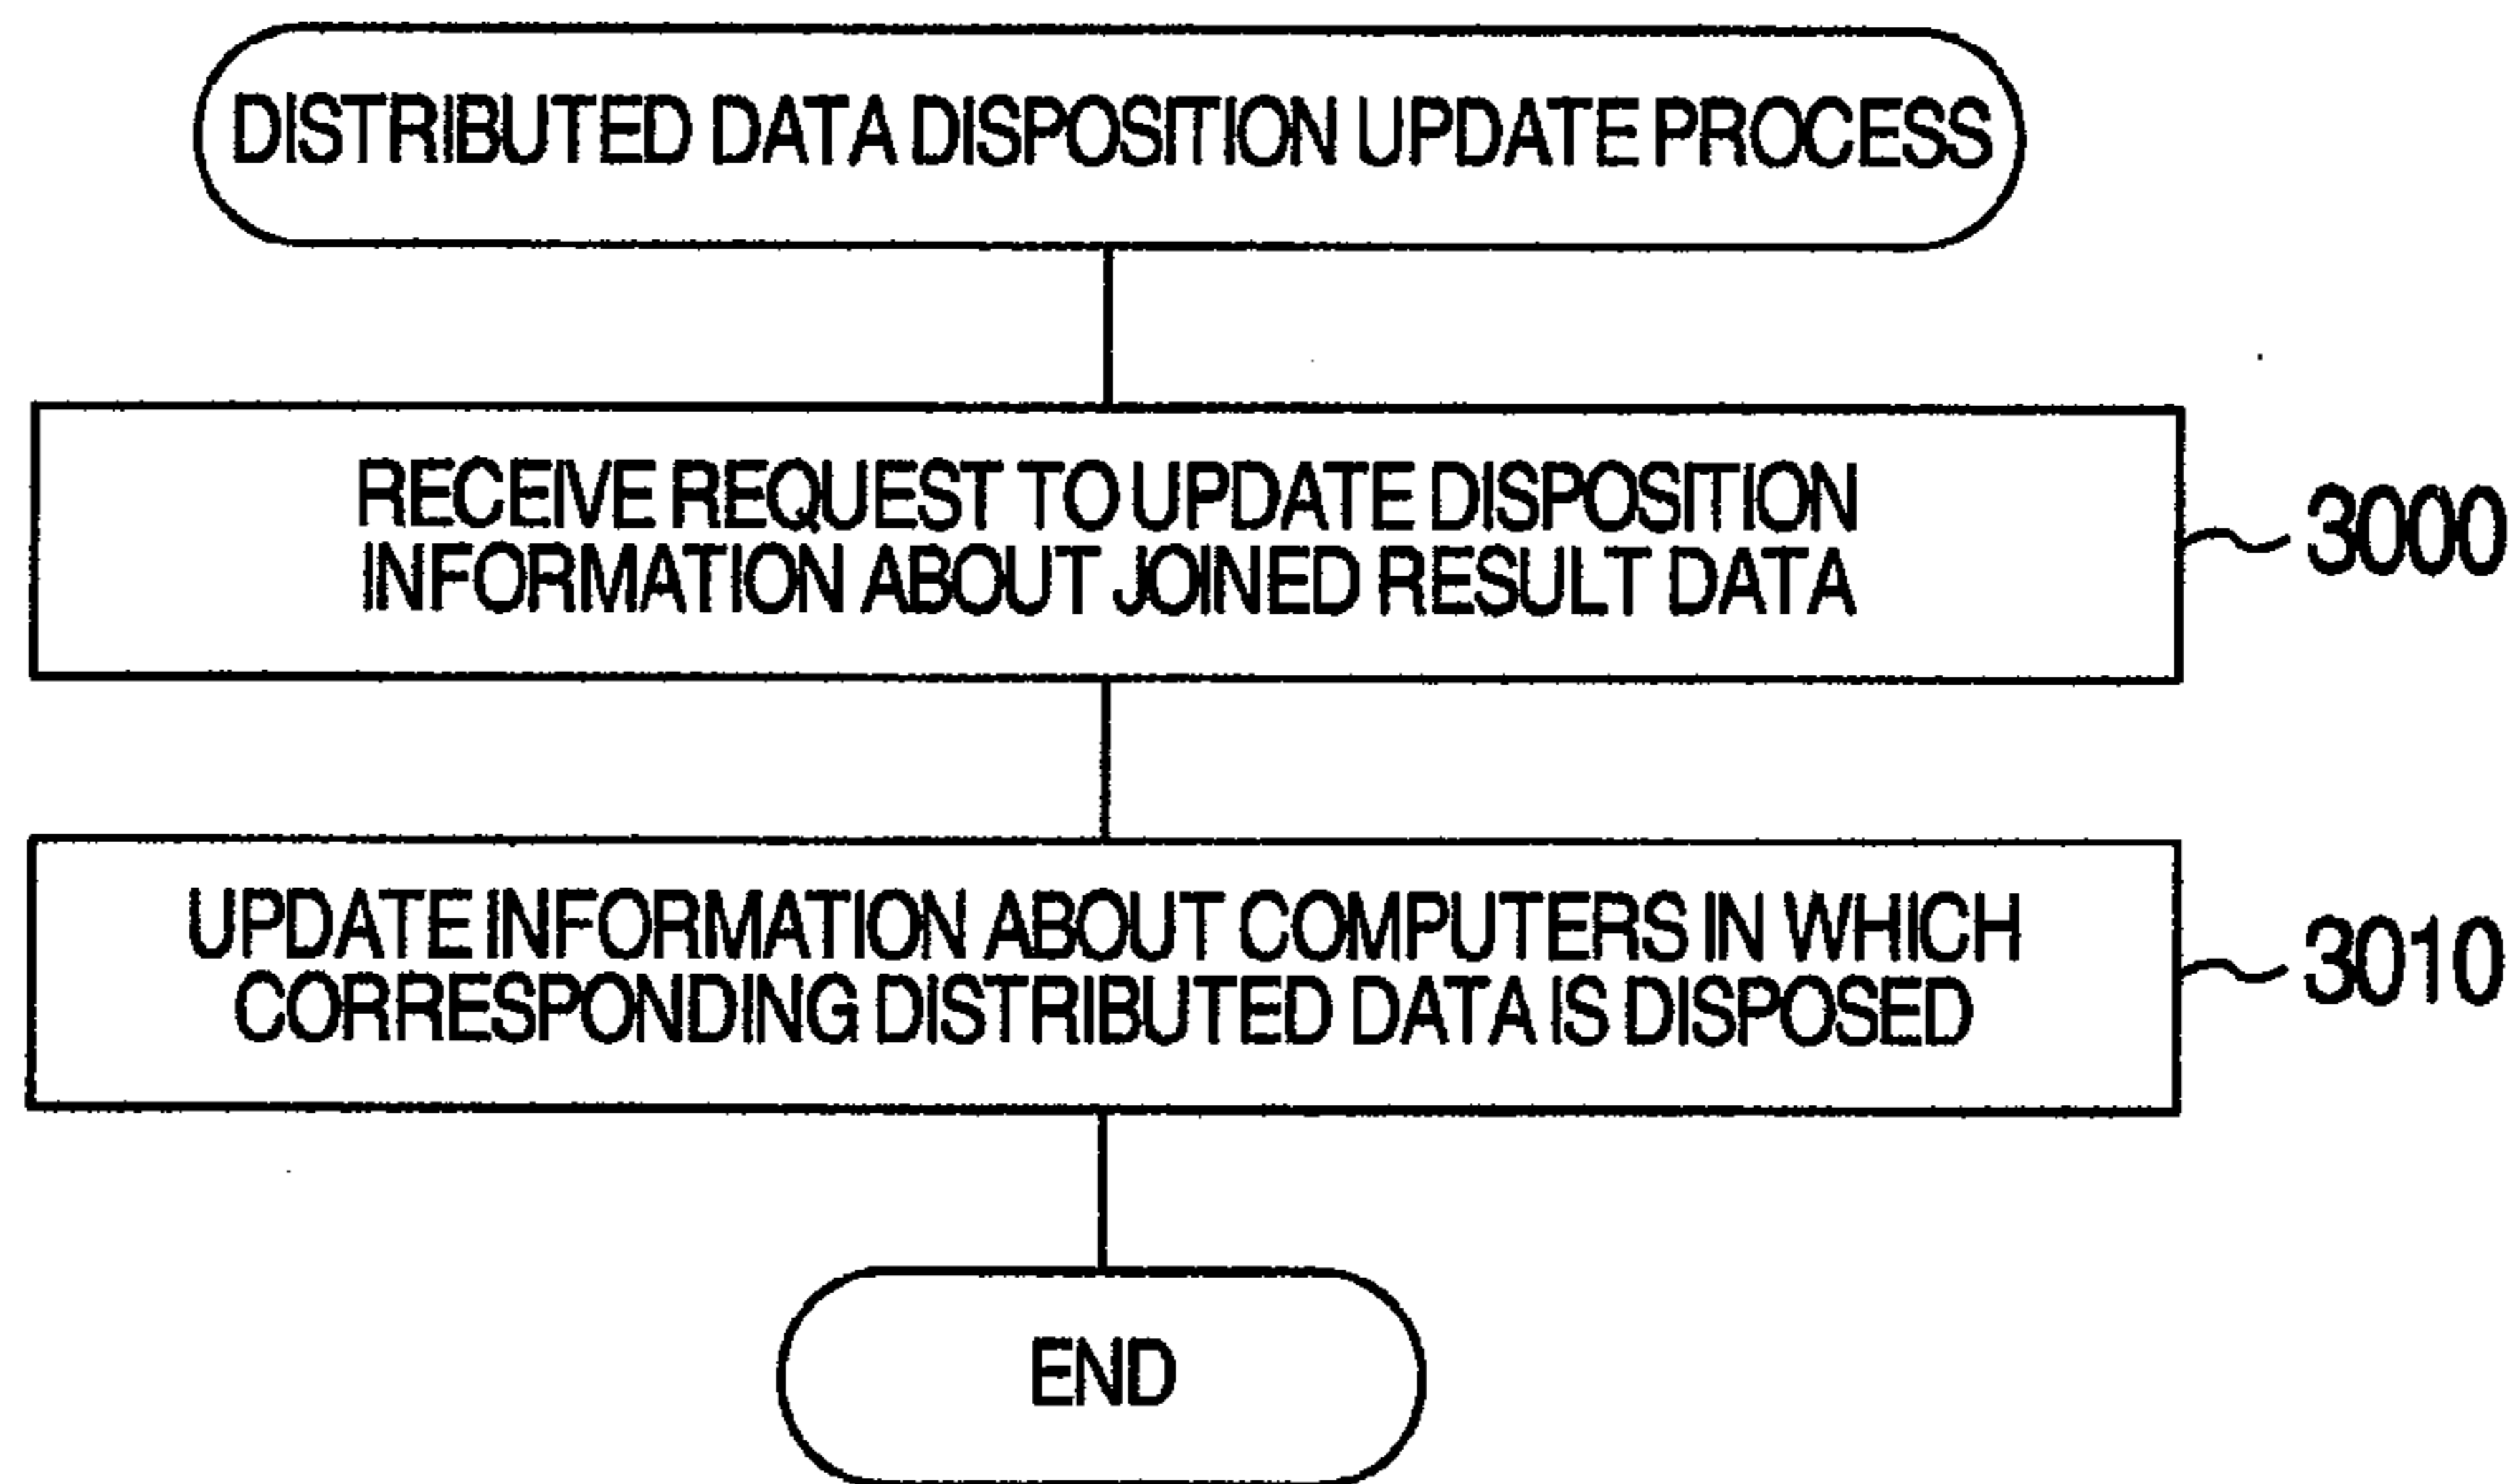 DISTRIBUTED DATA DISPOSITION UPDATE PROCESS
RECEIVE REQUEST TO UPDATE DISPOSITION
INFORMATION ABOUT JOINED RESULT DATA
3000
UPDATE INFORMATION ABOUT COMPUTERS IN WHICH
CORRESPONDING DISTRIBUTED DATA IS DISPOSED
3010
END